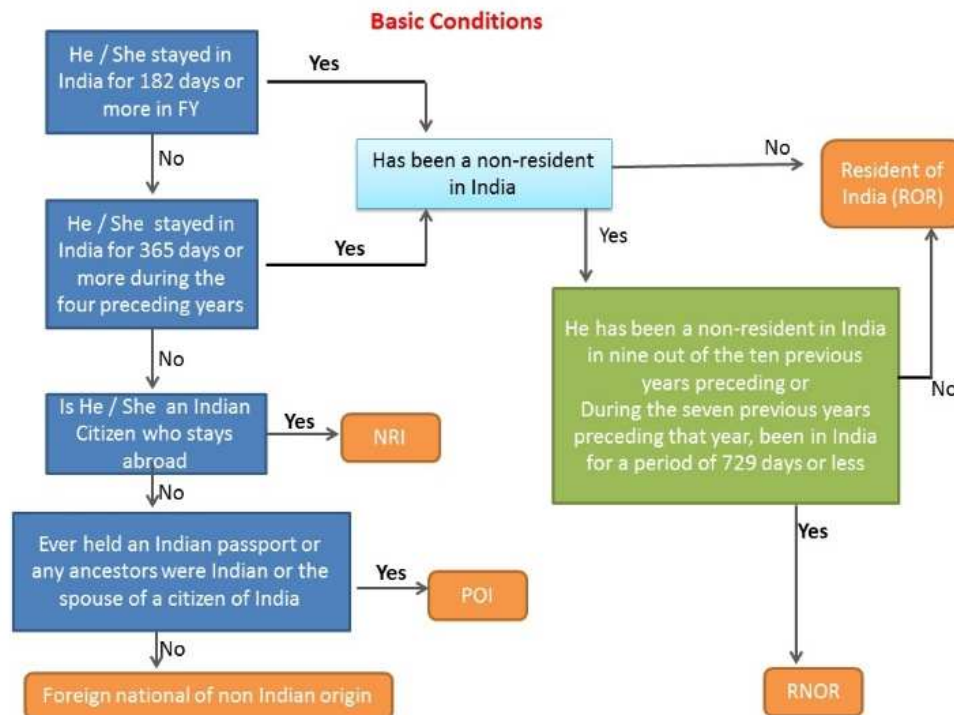 Basic Conditions
He / She stayed in
India for 182 days or
more in FY
Yes
No
Has been a non-resident
in India
No
Resident of
India (ROR)
He / She stayed in
India for 365 days or
more during the
four preceding years
Yes
Yes
He has been a non-resident in India
in nine out of the ten previous
years preceding or
During the seven previous years
preceding that year, been in India
for a period of 729 days or less
No
No
Is He / She an Indian
Citizen who stays
abroad
Yes
NRI
No
Ever held an Indian passport or
any ancestors were Indian or the
spouse of a citizen of India
Yes
POI
Yes
No
Foreign national of non Indian origin
RNOR